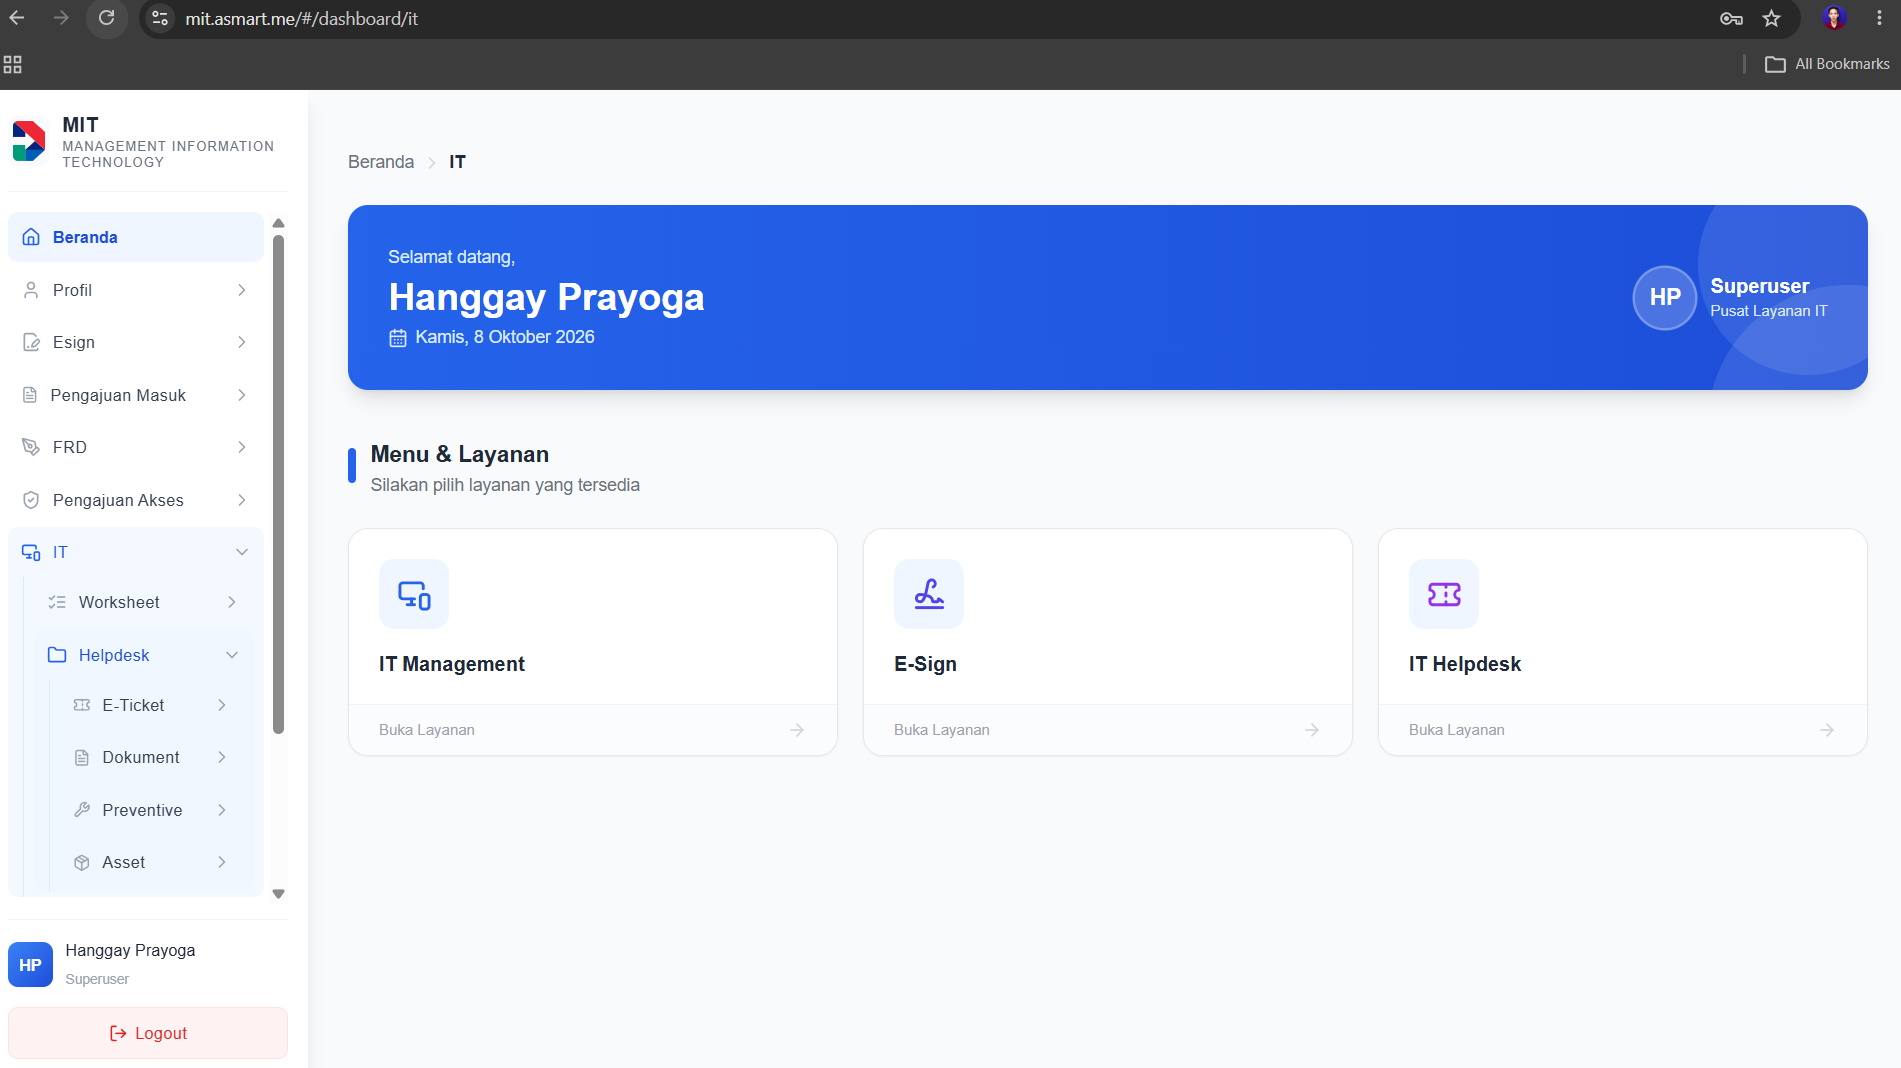 mit.asmart.me/#/dashboard/it
All Bookmarks
MIT
MANAGEMENT INFORMATION
TECHNOLOGY
Beranda
Profil
Esign
Pengajuan Masuk
FRD
Pengajuan Akses
IT
Worksheet
Helpdesk
E-Ticket
Dokument
Preventive
Asset
HP
Hanggay Prayoga
Superuser
Logout
Beranda > IT
Selamat datang,
Hanggay Prayoga
Kamis, 8 Oktober 2026
HP
Superuser
Pusat Layanan IT
Menu & Layanan
Silakan pilih layanan yang tersedia
IT Management
Buka Layanan
E-Sign
Buka Layanan
IT Helpdesk
Buka Layanan